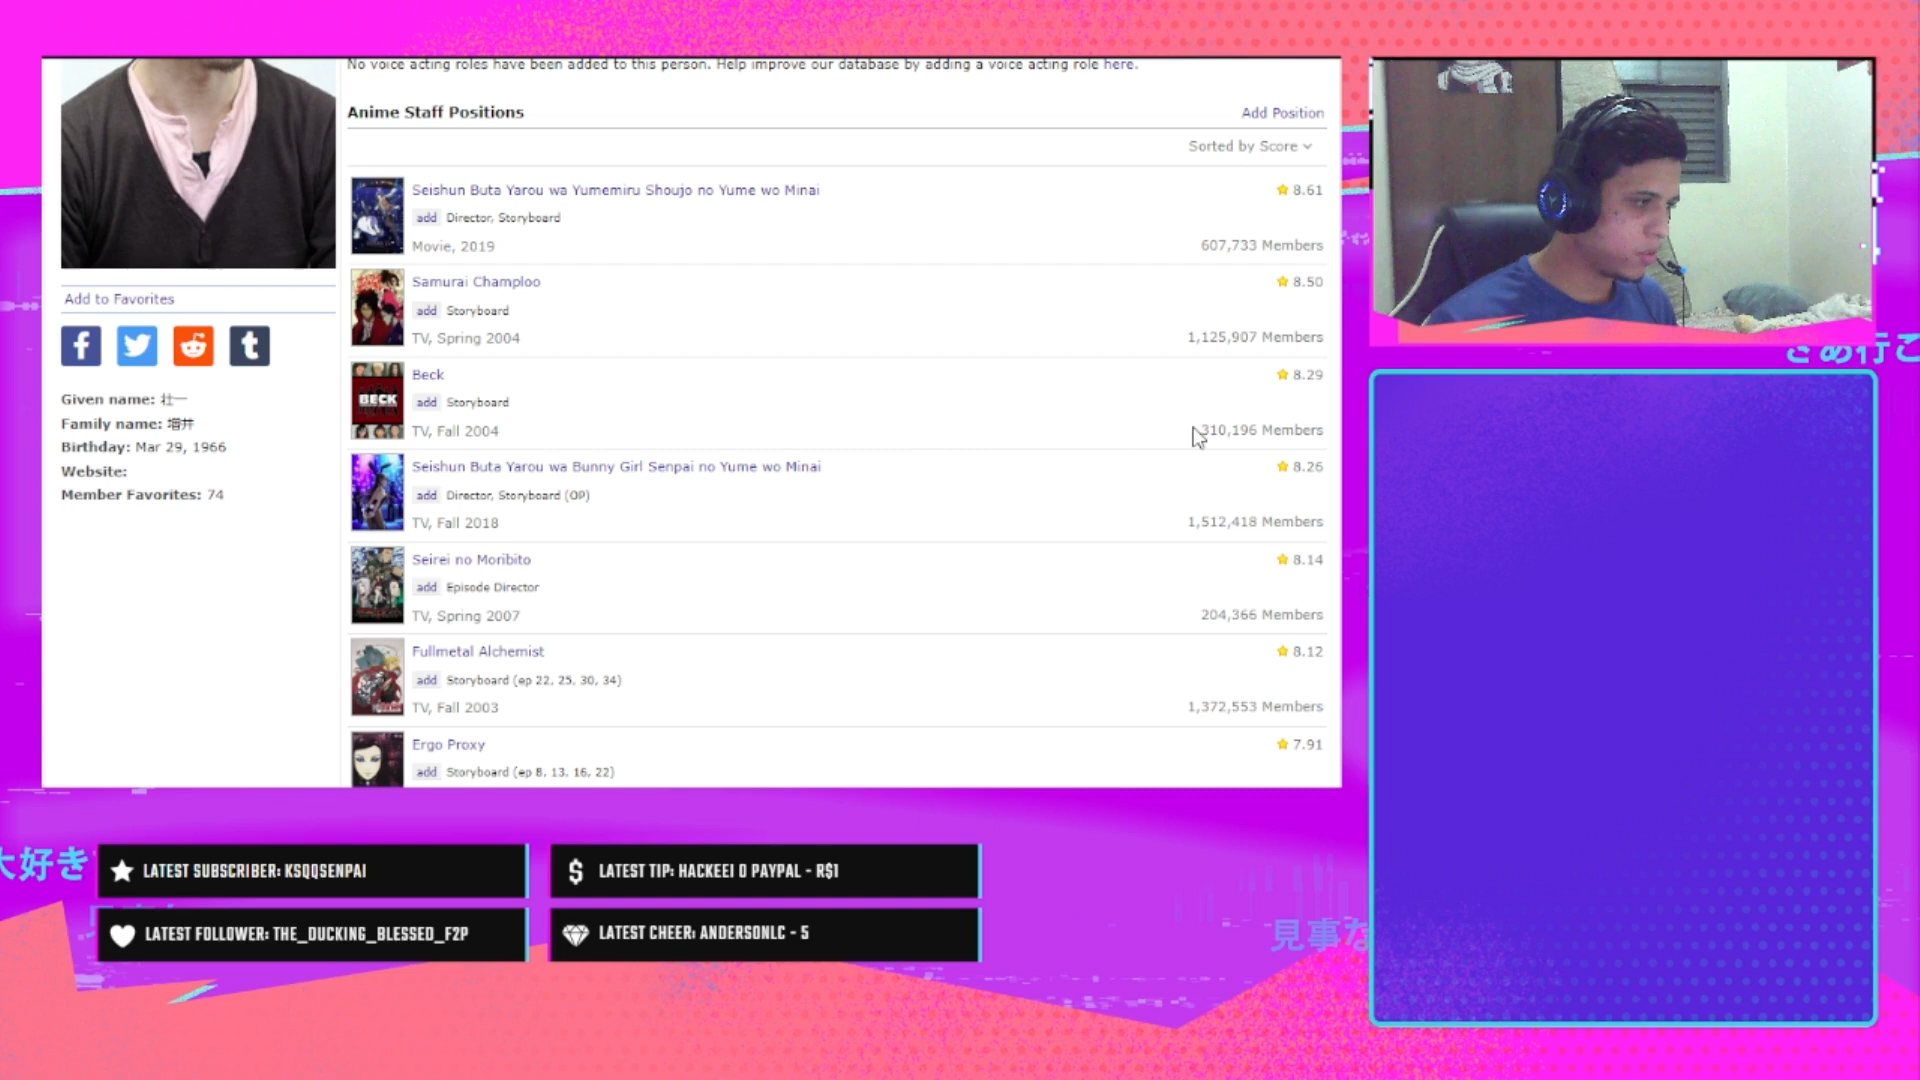 No voice acting roles have been added to this person. Help improve our database by adding a voice acting role here.
Anime Staff Positions
Add Position
Sorted by Score
Seishun Buta Yarou wa Yumemiru Shoujo no Yume wo Minai
8.61
add Director, Storyboard
Movie, 2019
607,733 Members
Samurai Champloo
8.50
add Storyboard
TV, Spring 2004
1,125,907 Members
Beck
8.29
BECK
add Storyboard
TV, Fall 2004
310,196 Members
Seishun Buta Yarou wa Bunny Girl Senpai no Yume wo Minai
8.26
add Director, Storyboard (OP)
TV, Fall 2018
1,512,418 Members
Seirei no Moribito
8.14
add Episode Director
TV, Spring 2007
204,366 Members
Fullmetal Alchemist
8.12
add Storyboard (ep 22, 25, 30, 34)
TV, Fall 2003
1,372,553 Members
Ergo Proxy
7.91
add Storyboard (ep 8, 13, 16, 22)
Add to Favorites
Given name: 壮一
Family name: 増井
Birthday: Mar 29, 1966
Website:
Member Favorites: 74
大好き
LATEST SUBSCRIBER: KSQQSENPAI
LATEST TIP: HACKEEI O PAYPAL - R$1
LATEST FOLLOWER: THE_DUCKING_BLESSED_F2P
LATEST CHEER: ANDERSONLC - 5
見事な